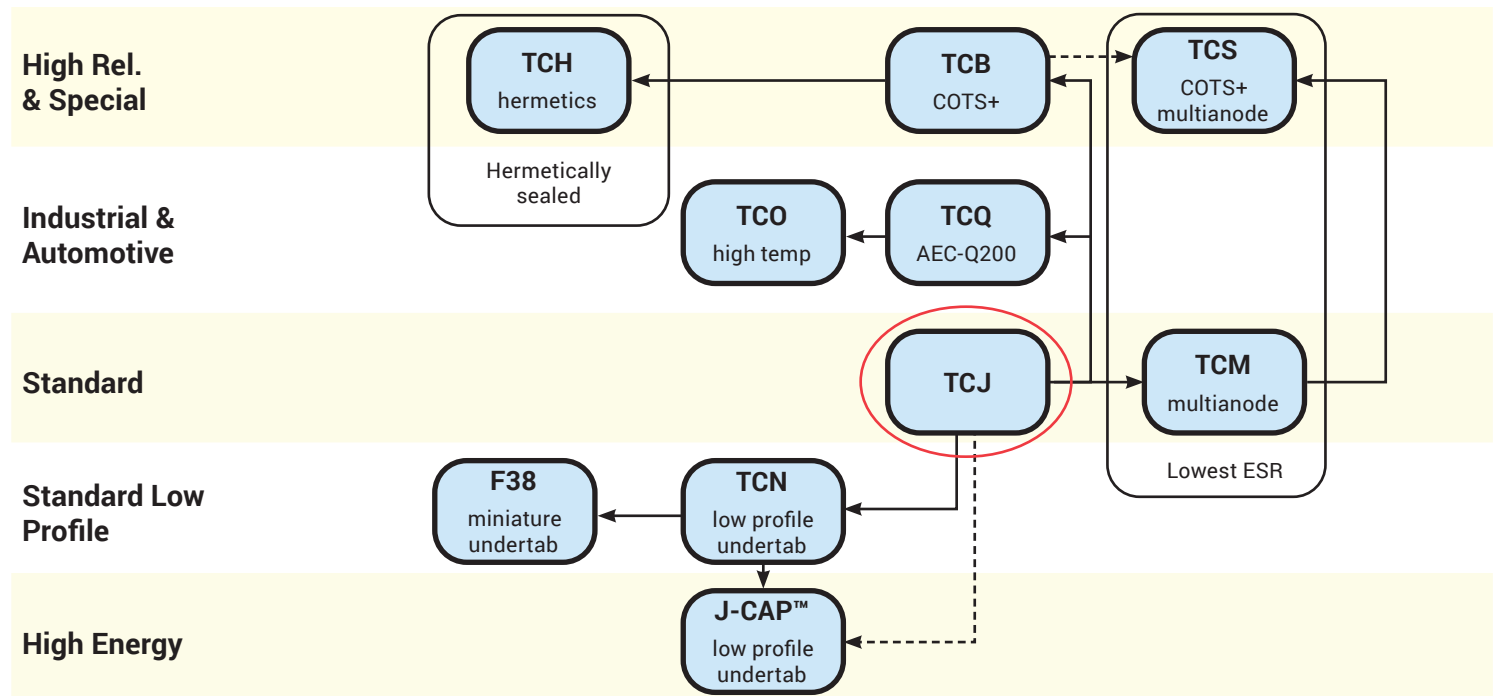 High Rel.
& Special
TCH
hermetics
Hermetically
sealed
TCB
COTS+
TCS
COTS+
multianode
Industrial &
Automotive
TCO
high temp
TCQ
AEC-Q200
Standard
TCJ
TCM
multianode
Lowest ESR
Standard Low
Profile
F38
miniature
undertab
TCN
low profile
undertab
High Energy
J-CAP™
low profile
undertab